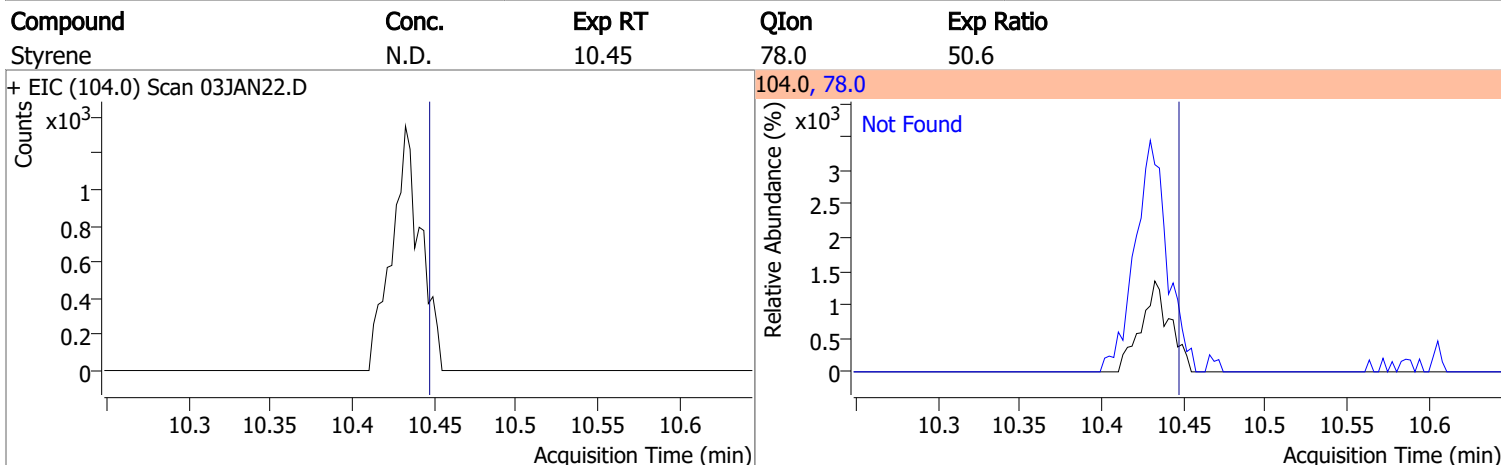 Compound Conc. Exp RT QIon Exp Ratio
Styrene N.D. 10.45 78.0 50.6
+ EIC (104.0) Scan 03JAN22.D
Counts
x10³
1
0.8
0.6
0.4
0.2
0
10.3 10.35 10.4 10.45 10.5 10.55 10.6
Acquisition Time (min)
104.0, 78.0
Relative Abundance (%)
x10³
Not Found
3
2.5
2
1.5
1
0.5
0
10.3 10.35 10.4 10.45 10.5 10.55 10.6
Acquisition Time (min)